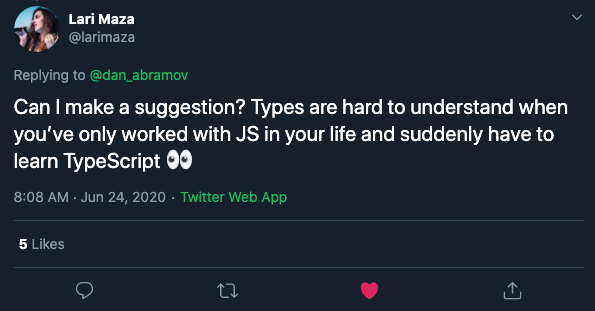 Lari Maza
@larimaza
Replying to @dan_abramov
Can I make a suggestion? Types are hard to understand when
you’ve only worked with JS in your life and suddenly have to
learn TypeScript 👀
8:08 AM · Jun 24, 2020 · Twitter Web App
5 Likes